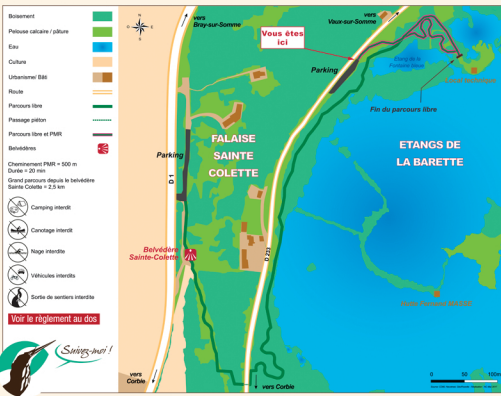 Boisement
Pelouse calcaire / pâture
Eau
Culture
Urbanisme/ Bâti
Route
Parcours libre
Passage piéton
Parcours libre et PMR
Belvédères
Cheminement PMR = 500 m
Durée = 20 min
Grand parcours depuis le belvédère
Sainte Colette = 2,5 km
Camping interdit
Canotage interdit
Nage interdite
Véhicules interdits
Sortie de sentiers interdite
Voir le règlement au dos
Suivez-moi !
vers
Bray-sur-Somme
vers
Vaux-sur-Somme
Vous êtes
ici
Parking
Fin du parcours libre
FALAISE
SAINTE
COLETTE
ETANGS DE
LA BARETTE
Parking
D 1
D 233
Belvédère
Sainte-Colette
vers
Corbie
vers Corbie
0 50 100m